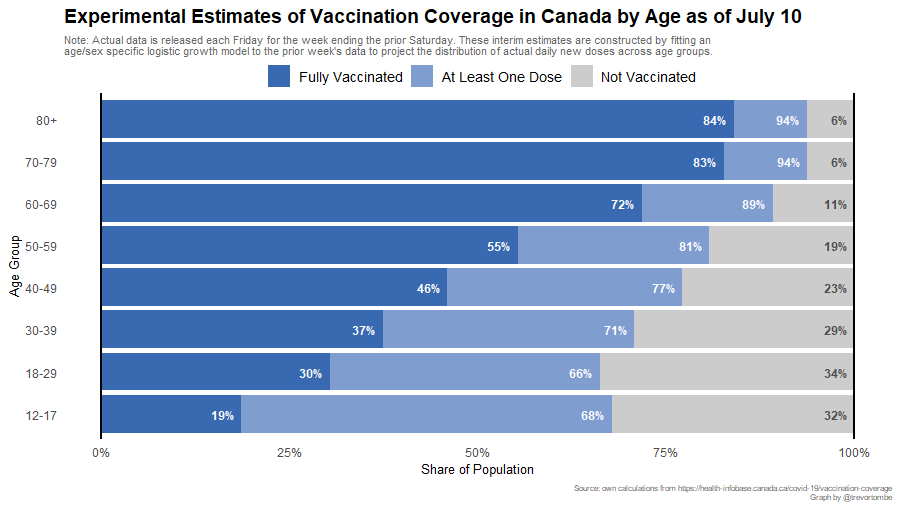 Experimental Estimates of Vaccination Coverage in Canada by Age as of July 10
Note: Actual data is released each Friday for the week ending the prior Saturday. These interim estimates are constructed by fitting an
age/sex specific logistic growth model to the prior week's data to project the distribution of actual daily new doses across age groups.
Fully Vaccinated At Least One Dose Not Vaccinated
80+ 84% 94% 6%
70-79 83% 94% 6%
60-69 72% 89% 11%
50-59 55% 81% 19%
Age Group
40-49 46% 77% 23%
30-39 37% 71% 29%
18-29 30% 66% 34%
12-17 19% 68% 32%
0% 25% 50% 75% 100%
Share of Population
Source: own calculations from https://health-infobase.canada.ca/covid-19/vaccination-coverage
Graph by @trevortombe